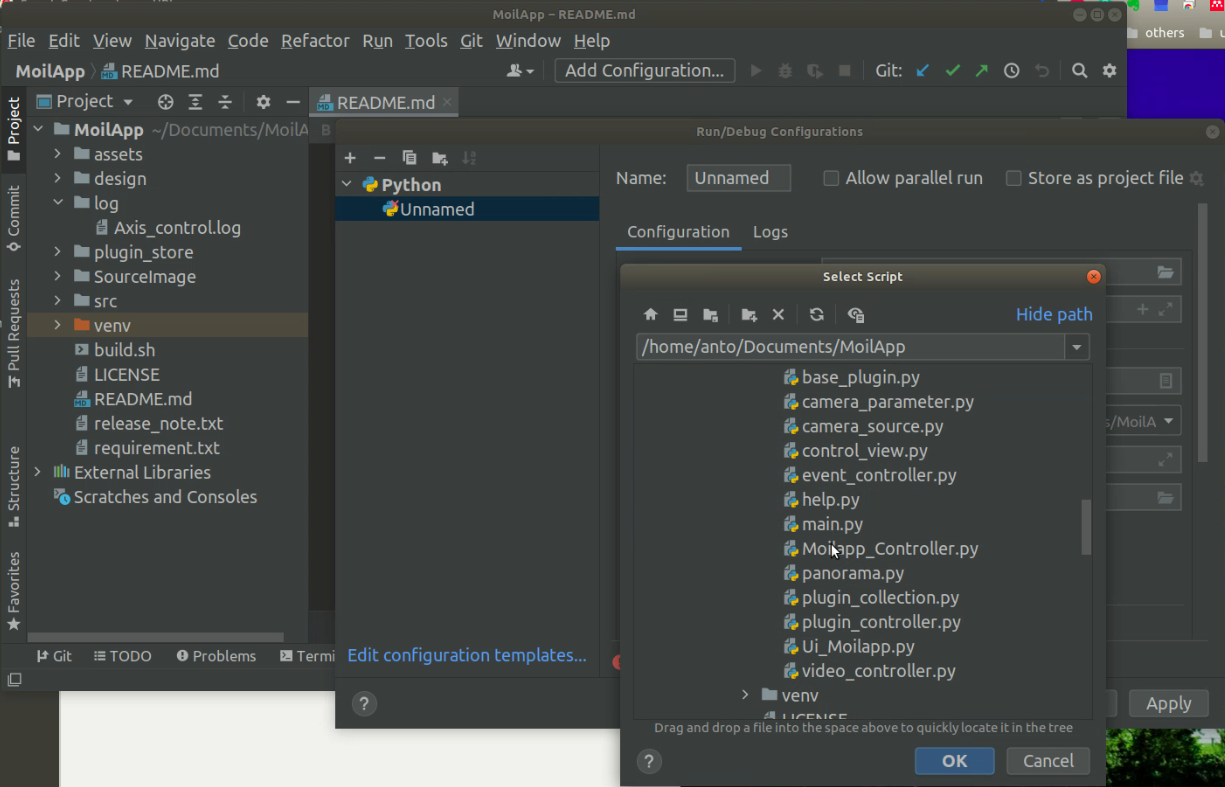 MoilApp – README.md
others
File Edit View Navigate Code Refactor Run Tools Git Window Help
MoilApp README.md
Add Configuration...
Git:
Project
README.md
Project
Commit
Pull Requests
Structure
Favorites
MoilApp ~/Documents/MoilA
assets
design
log
Axis_control.log
plugin_store
SourceImage
src
venv
build.sh
LICENSE
README.md
release_note.txt
requirement.txt
External Libraries
Scratches and Consoles
Git TODO Problems Termi
Run/Debug Configurations
Python
Unnamed
Edit configuration templates...
Name: Unnamed
Allow parallel run
Store as project file
Configuration Logs
s/MoilA
Apply
Select Script
Hide path
/home/anto/Documents/MoilApp
base_plugin.py
camera_parameter.py
camera_source.py
control_view.py
event_controller.py
help.py
main.py
Moilapp_Controller.py
panorama.py
plugin_collection.py
plugin_controller.py
Ui_Moilapp.py
video_controller.py
venv
LICENSE
Drag and drop a file into the space above to quickly locate it in the tree
? OK Cancel
?